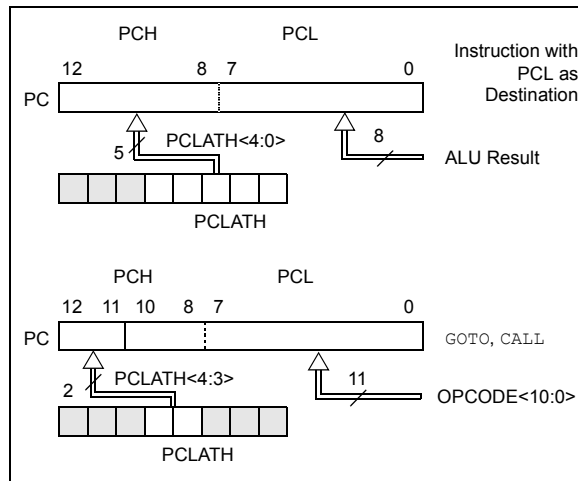 PCH PCL
12 8 7 0
Instruction with
PCL as
Destination
PC
5 PCLATH<4:0> 8
ALU Result
PCLATH
PCH PCL
12 11 10 8 7 0
PC
GOTO, CALL
2 PCLATH<4:3> 11
OPCODE<10:0>
PCLATH